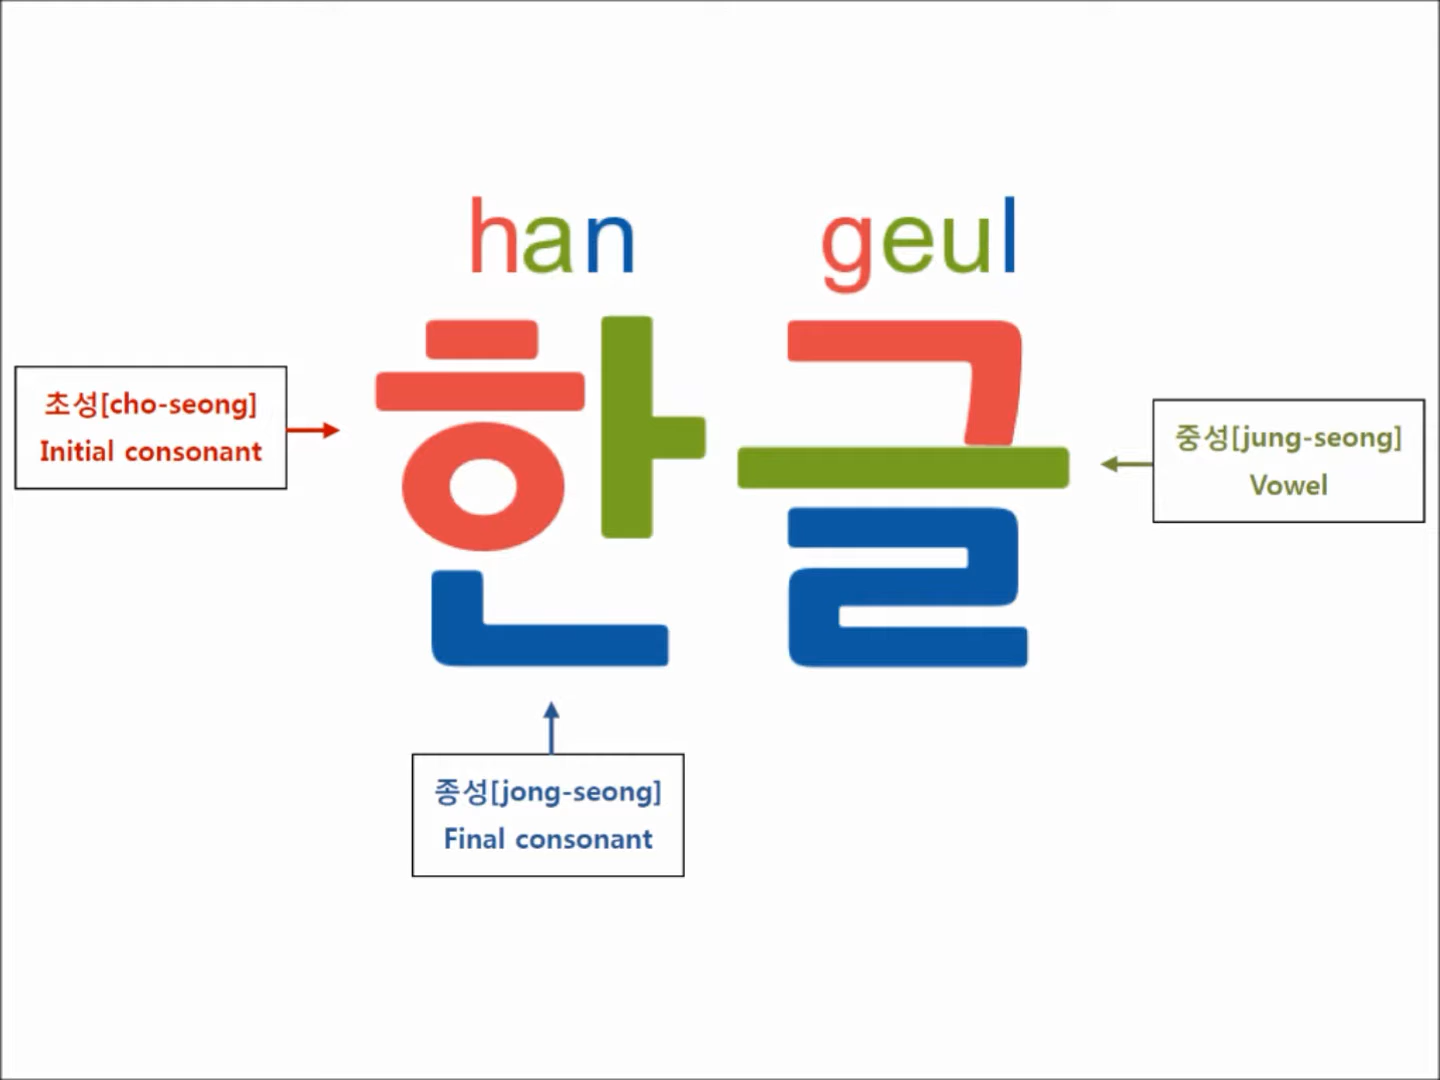 han geul
한글
초성[cho-seong]
Initial consonant
중성[jung-seong]
Vowel
종성[jong-seong]
Final consonant